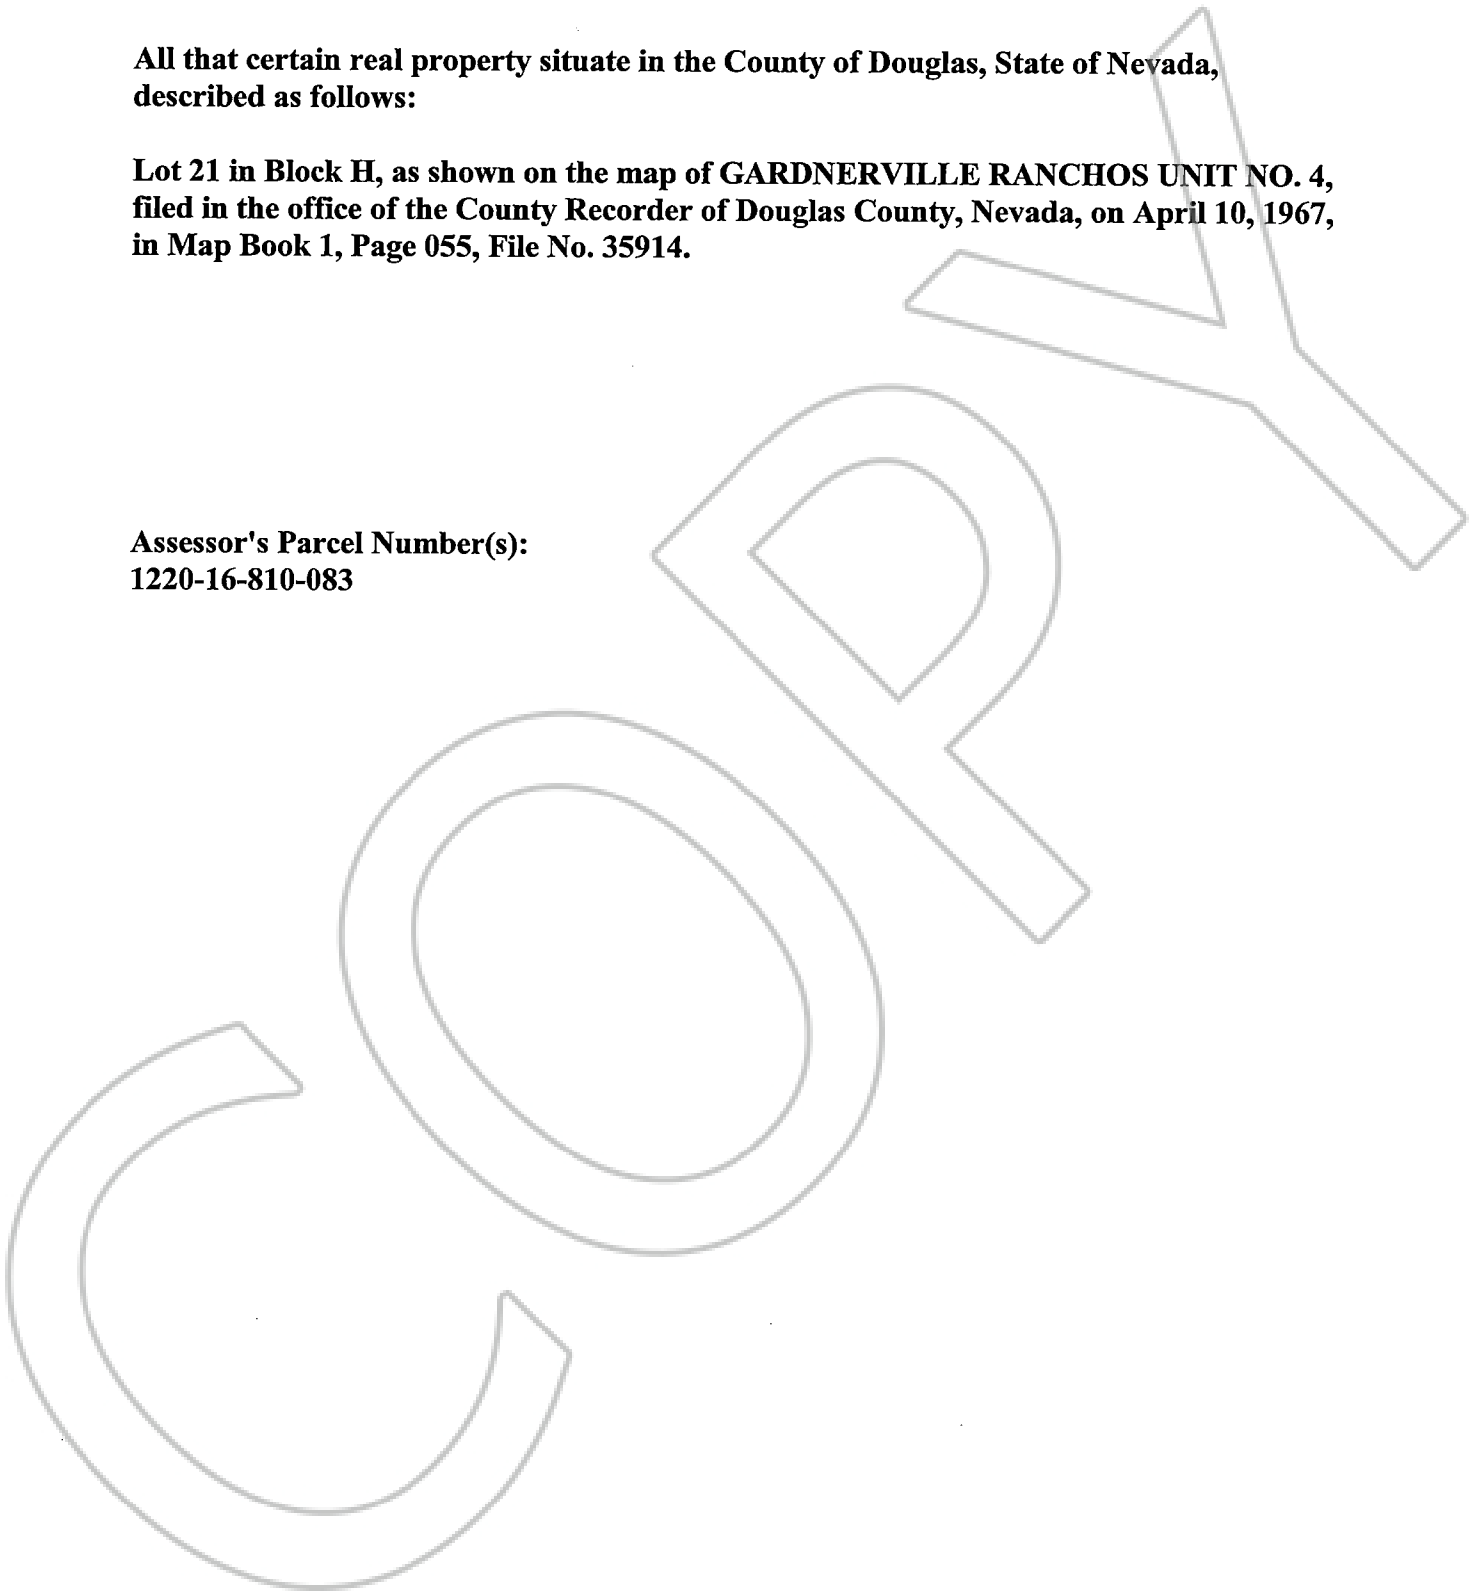 All that certain real property situate in the County of Douglas, State of Nevada,
described as follows:
Lot 21 in Block H, as shown on the map of GARDNERVILLE RANCHOS UNIT NO. 4,
filed in the office of the County Recorder of Douglas County, Nevada, on April 10, 1967,
in Map Book 1, Page 055, File No. 35914.
Assessor's Parcel Number(s):
1220-16-810-083
COPY